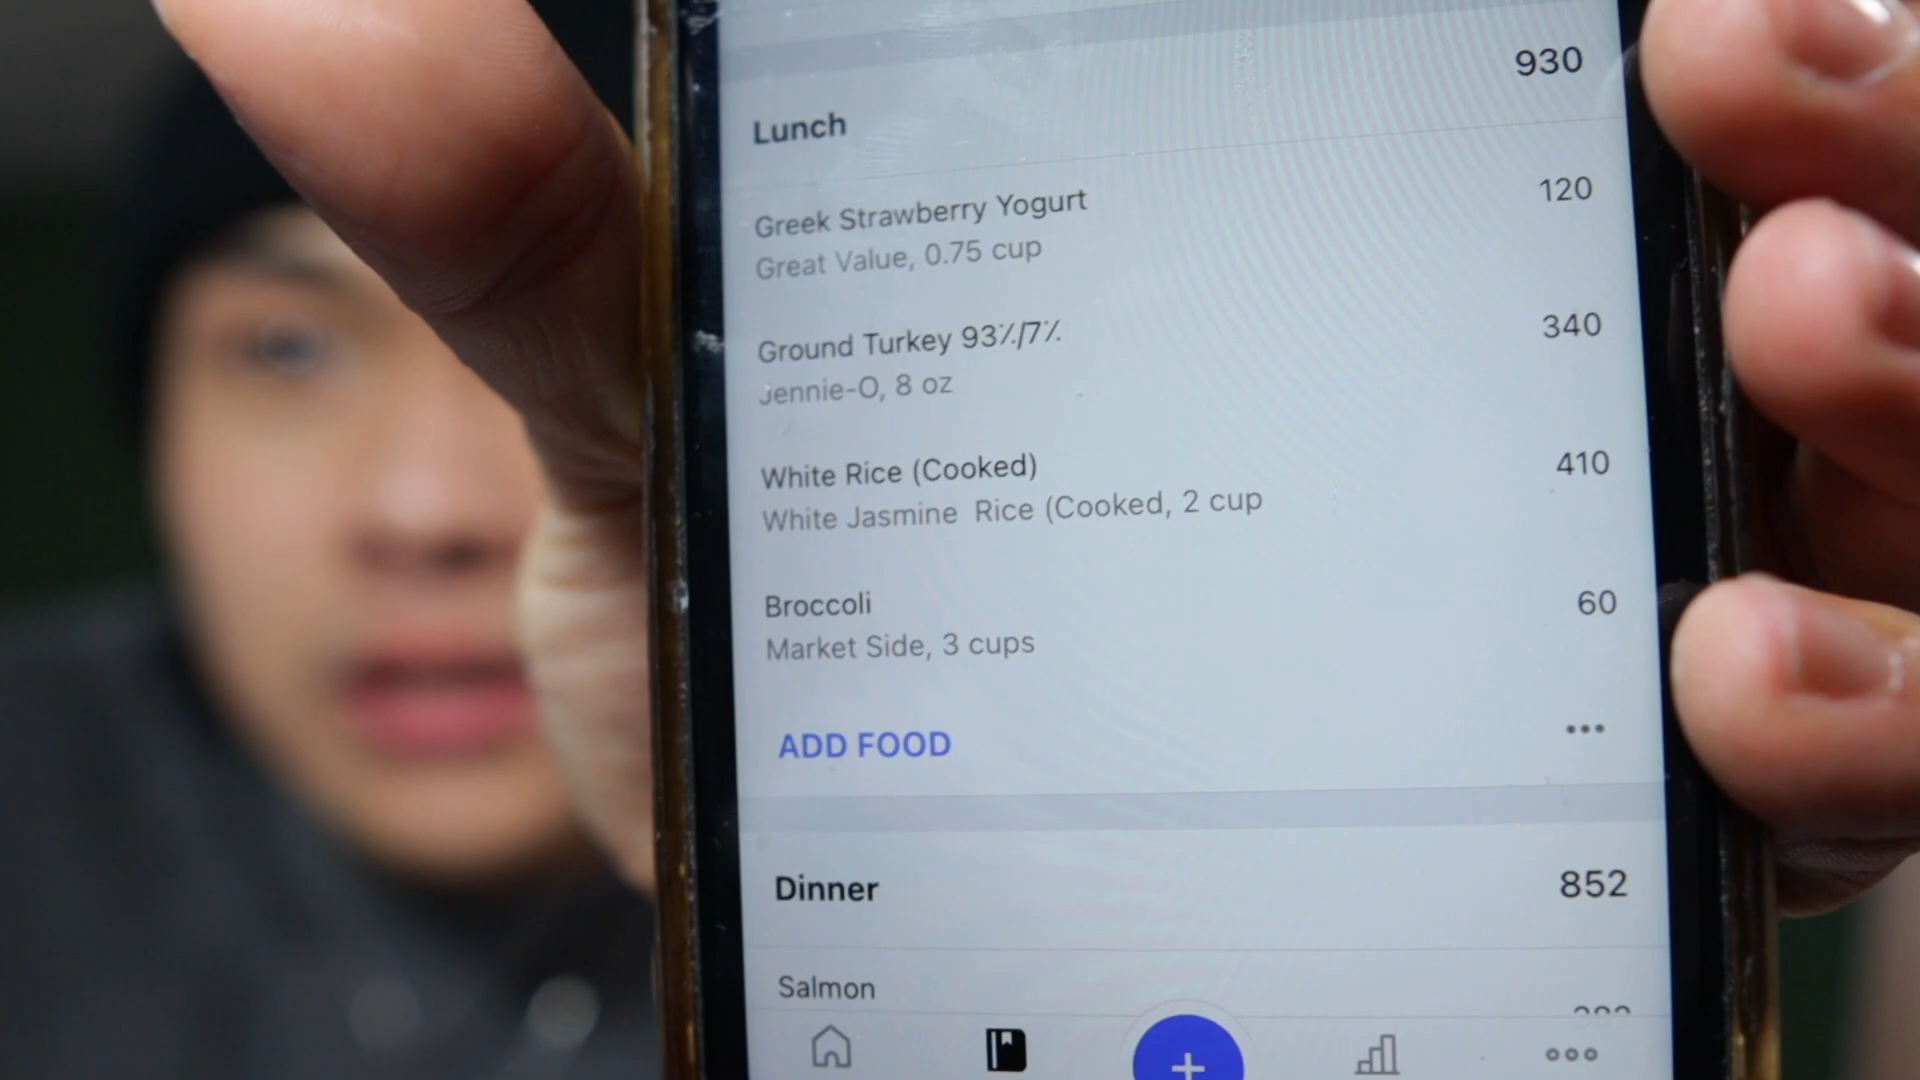 Lunch 930
Greek Strawberry Yogurt 120
Great Value, 0.75 cup
Ground Turkey 93%/7% 340
Jennie-O, 8 oz
White Rice (Cooked) 410
White Jasmine Rice (Cooked, 2 cup
Broccoli 60
Market Side, 3 cups
ADD FOOD
Dinner 852
Salmon